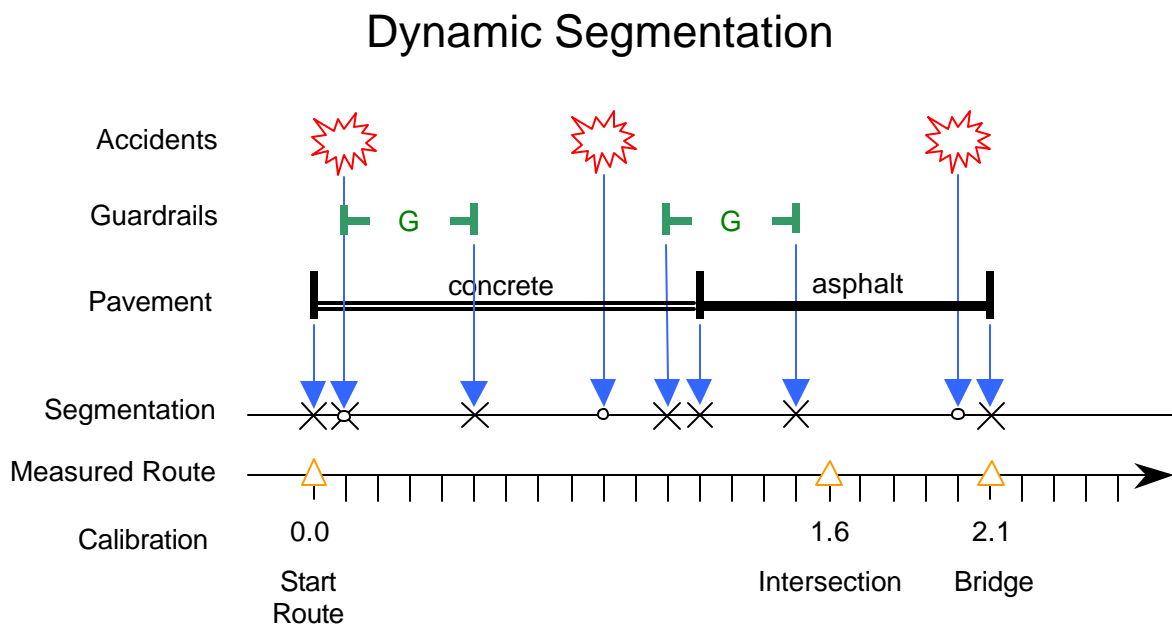 Dynamic Segmentation
Accidents
Guardrails
G
G
Pavement
concrete
asphalt
Segmentation
Measured Route
Calibration
0.0
1.6
2.1
Start
Route
Intersection
Bridge